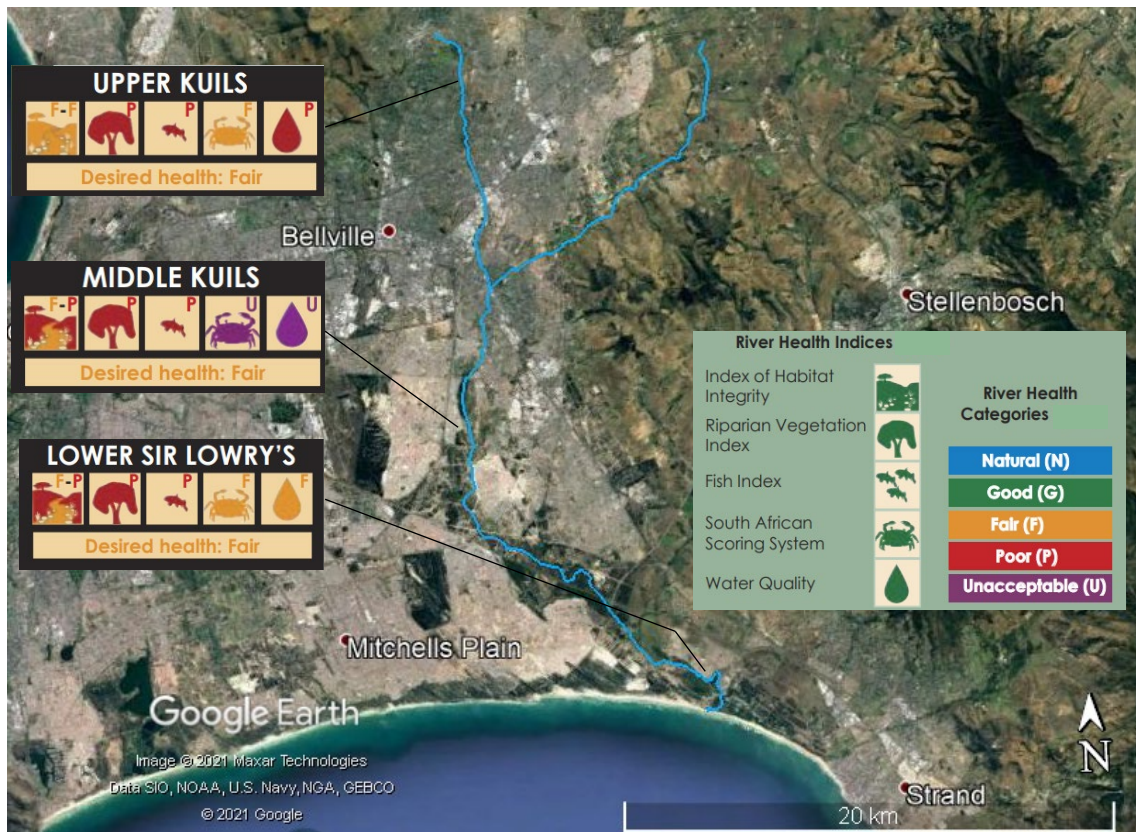 UPPER KUILS
F-F P P F P
Desired health: Fair
Bellville
MIDDLE KUILS
F-P P P U U
Desired health: Fair
Stellenbosch
LOWER SIR LOWRY'S
F-P P P F F
Desired health: Fair
River Health Indices
Index of Habitat
Integrity
Riparian Vegetation
Index
Fish Index
South African
Scoring System
Water Quality
River Health
Categories
Natural (N)
Good (G)
Fair (F)
Poor (P)
Unacceptable (U)
Mitchells Plain
Google Earth
Image © 2021 Maxar Technologies
Data SIO, NOAA, U.S. Navy, NGA, GEBCO
© 2021 Google
N
Strand
20 km